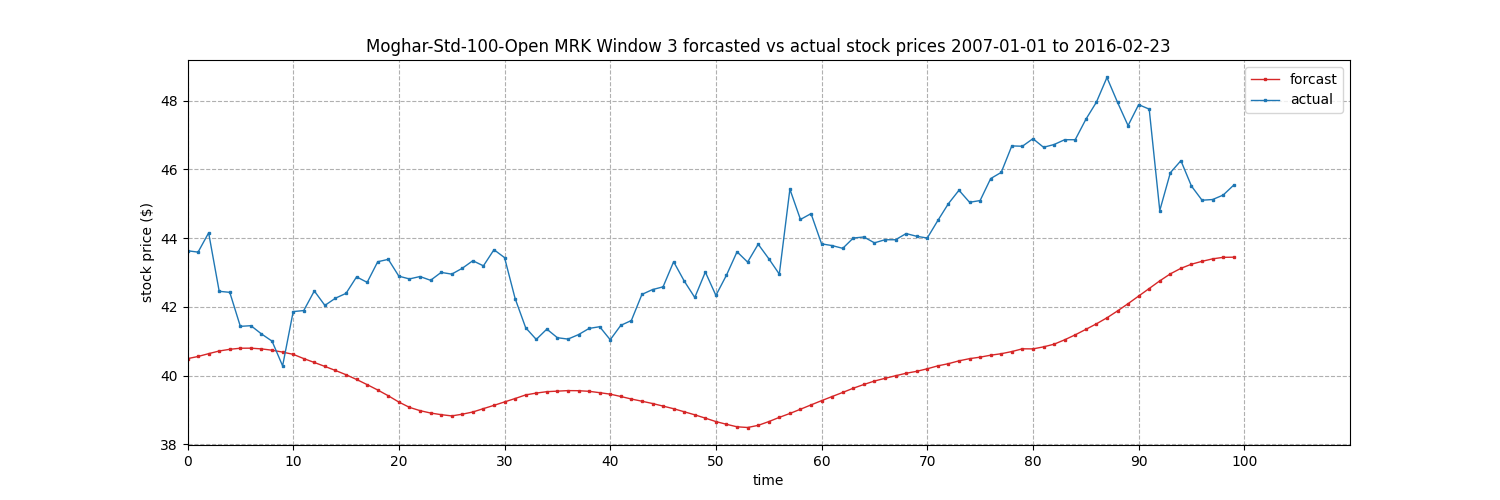 Moghar-Std-100-Open MRK Window 3 forcasted vs actual stock prices 2007-01-01 to 2016-02-23
forcast
actual
stock price ($)
48
46
44
42
40
38
0 10 20 30 40 50 60 70 80 90 100
time